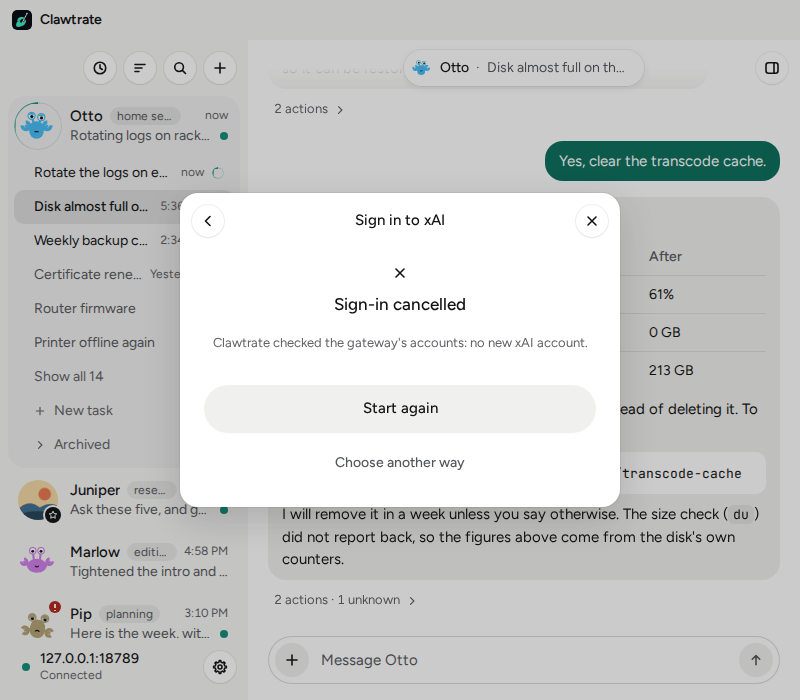 Clawtrate
Otto · Disk almost full on th...
2 actions
Otto home se... now
Rotating logs on rack...
Rotate the logs on e... now
Disk almost full o... 5:36
Weekly backup c... 2:34
Certificate rene... Yeste
Router firmware
Printer offline again
Show all 14
+ New task
Archived
Juniper rese...
Ask these five, and g...
Marlow editi... 4:58 PM
Tightened the intro and ...
Pip planning 3:10 PM
Here is the week. wit...
127.0.0.1:18789
Connected
Yes, clear the transcode cache.
After
61%
0 GB
213 GB
ead of deleting it. To
/transcode-cache
I will remove it in a week unless you say otherwise. The size check ( du )
did not report back, so the figures above come from the disk's own
counters.
2 actions · 1 unknown
Message Otto
Sign in to xAI
Sign-in cancelled
Clawtrate checked the gateway's accounts: no new xAI account.
Start again
Choose another way